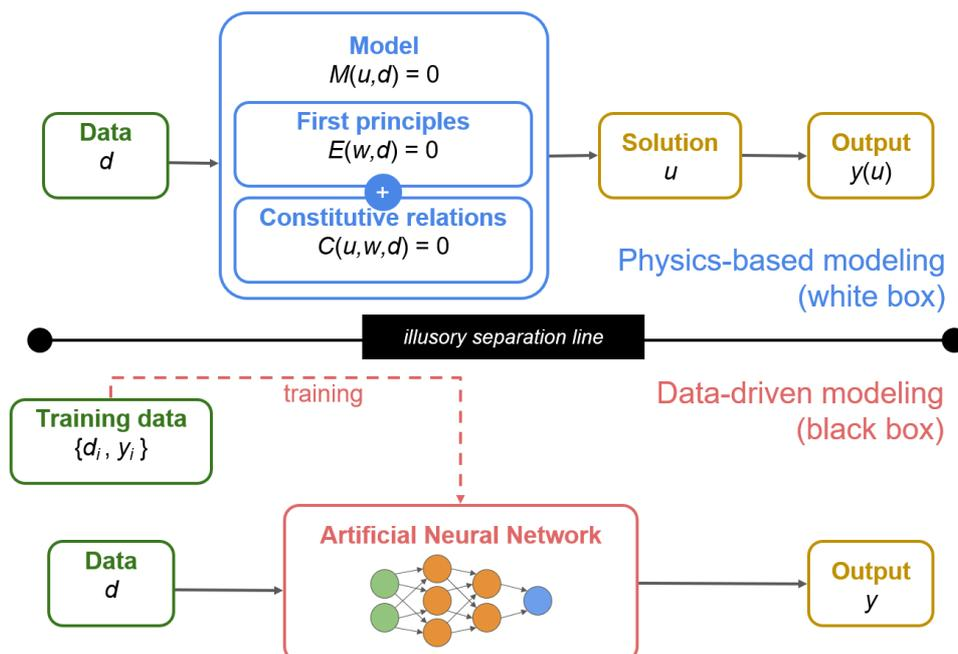 Model
M(u,d) = 0
Data
d
First principles
E(w,d) = 0
+
Constitutive relations
C(u,w,d) = 0
Solution
u
Output
y(u)
Physics-based modeling
(white box)
illusory separation line
training
Data-driven modeling
(black box)
Training data
{dᵢ , yᵢ }
Artificial Neural Network
Data
d
Output
y